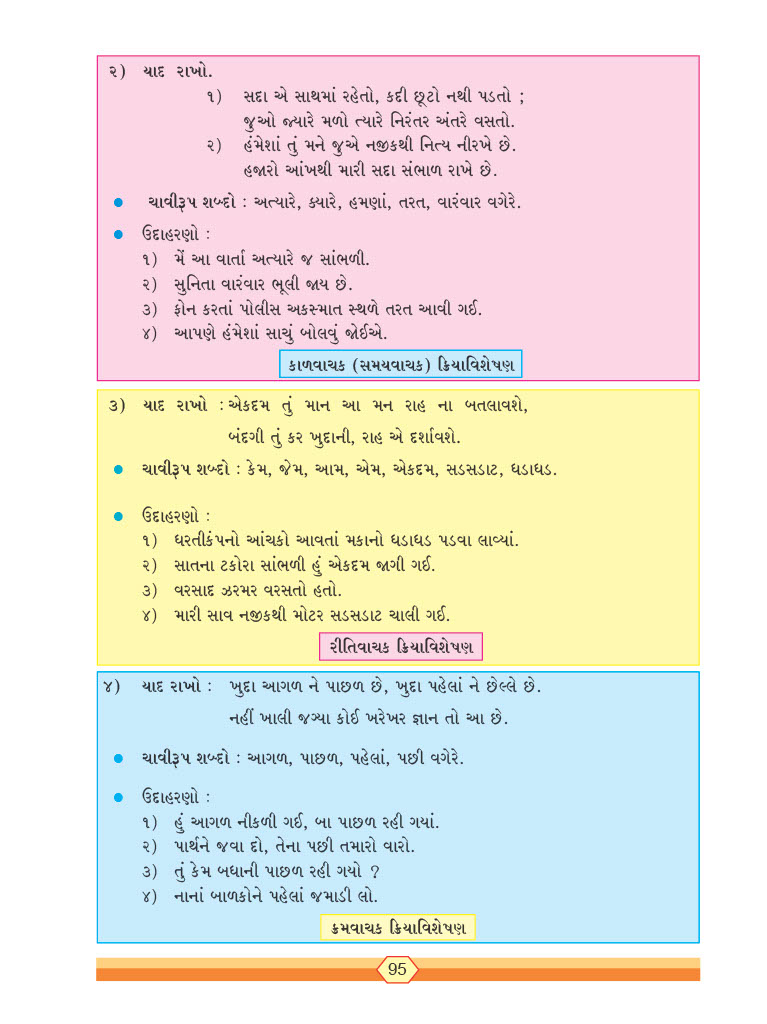 ૨) યાદ રાખો.
૧) સદા એ સાથમાં રહેતો, કદી છૂટો નથી પડતો ;
જુઓ જ્યારે મળો ત્યારે નિરંતર અંતરે વસતો.
૨) હંમેશાં તું મને જુએ નજીકથી નિત્ય નીરખે છે.
હજારો આંખથી મારી સદા સંભાળ રાખે છે.
● ચાવીરૂપ શબ્દો : અત્યારે, ક્યારે, હમણાં, તરત, વારંવાર વગેરે.
● ઉદાહરણો :
૧) મેં આ વાર્તા અત્યારે જ સાંભળી.
૨) સુનિતા વારંવાર ભૂલી જાય છે.
૩) ફોન કરતાં પોલીસ અકસ્માત સ્થળે તરત આવી ગઈ.
૪) આપણે હંમેશાં સાચું બોલવું જોઈએ.
કાળવાચક (સમયવાચક) ક્રિયાવિશેષણ
૩) યાદ રાખો : એકદમ તું માન આ મન રાહ ના બતલાવશે,
બંદગી તું કર ખુદાની, રાહ એ દર્શાવશે.
● ચાવીરૂપ શબ્દો : કેમ, જેમ, આમ, એમ, એકદમ, સડસડાટ, ધડાધડ.
● ઉદાહરણો :
૧) ધરતીકંપનો આંચકો આવતાં મકાનો ધડાધડ પડવા લાવ્યાં.
૨) સાતના ટકોરા સાંભળી હું એકદમ જાગી ગઈ.
૩) વરસાદ ઝરમર વરસતો હતો.
૪) મારી સાવ નજીકથી મોટર સડસડાટ ચાલી ગઈ.
રીતિવાચક ક્રિયાવિશેષણ
૪) યાદ રાખો : ખુદા આગળ ને પાછળ છે, ખુદા પહેલાં ને છેલ્લે છે.
નહીં ખાલી જગ્યા કોઈ ખરેખર જ્ઞાન તો આ છે.
● ચાવીરૂપ શબ્દો : આગળ, પાછળ, પહેલાં, પછી વગેરે.
● ઉદાહરણો :
૧) હું આગળ નીકળી ગઈ, બા પાછળ રહી ગયાં.
૨) પાર્થને જવા દો, તેના પછી તમારો વારો.
૩) તું કેમ બધાની પાછળ રહી ગયો ?
૪) નાનાં બાળકોને પહેલાં જમાડી લો.
ક્રમવાચક ક્રિયાવિશેષણ
95